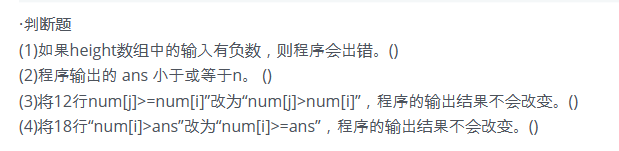 ·判断题
(1)如果height数组中的输入有负数，则程序会出错。()
(2)程序输出的 ans 小于或等于n。 ()
(3)将12行num[j]>=num[i]”改为“num[j]>num[i]”，程序的输出结果不会改变。()
(4)将18行“num[i]>ans”改为“num[i]>=ans”，程序的输出结果不会改变。()